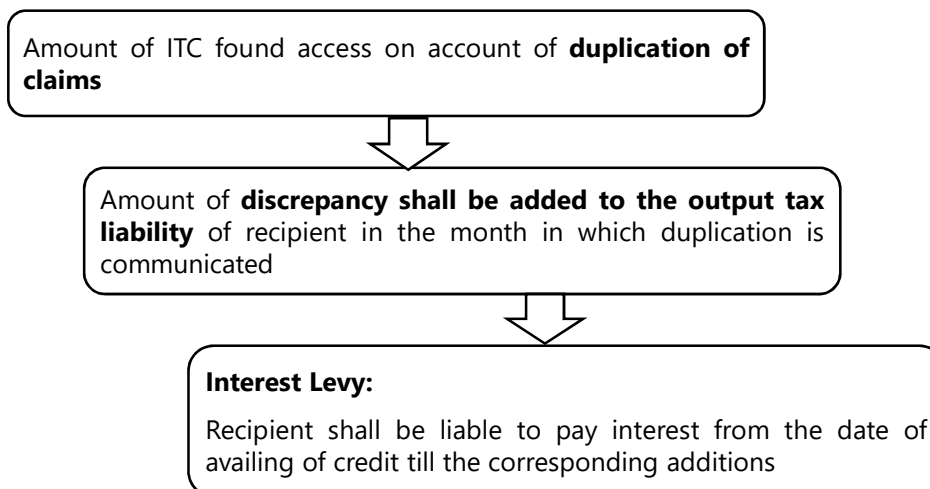 Amount of ITC found access on account of duplication of
claims
Amount of discrepancy shall be added to the output tax
liability of recipient in the month in which duplication is
communicated
Interest Levy:
Recipient shall be liable to pay interest from the date of
availing of credit till the corresponding additions